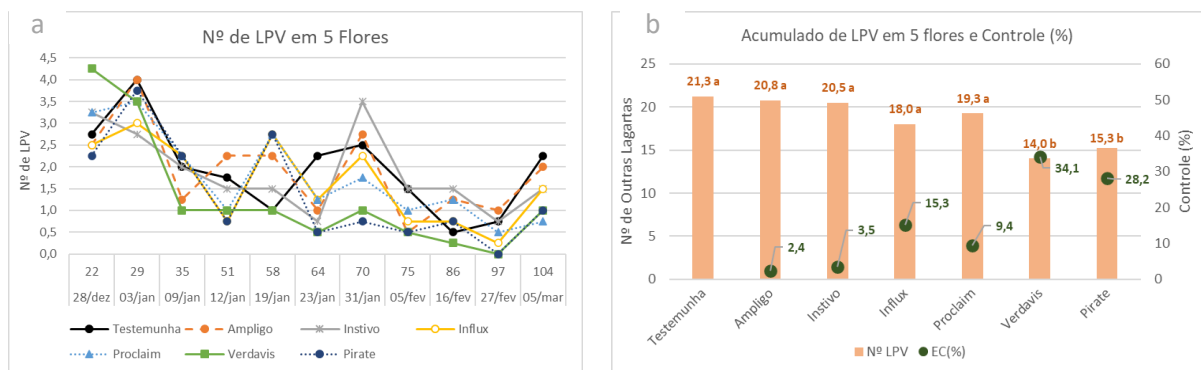 a
Nº de LPV em 5 Flores
Nº de LPV
4,5
4,0
3,5
3,0
2,5
2,0
1,5
1,0
0,5
0,0
22 29 35 51 58 64 70 75 86 97 104
28/dez 03/jan 09/jan 12/jan 19/jan 23/jan 31/jan 05/fev 16/fev 27/fev 05/mar
Testemunha Ampligo Instivo Influx
Proclaim Verdavis Pirate
b
Acumulado de LPV em 5 flores e Controle (%)
Nº de Outras Lagartas
25
20
15
10
5
0
21,3 a 20,8 a 20,5 a 18,0 a 19,3 a 14,0 b 15,3 b
2,4 3,5 15,3 9,4 34,1 28,2
60
50
40
30
20
10
0
Controle (%)
Testemunha Ampligo Instivo Influx Proclaim Verdavis Pirate
Nº LPV EC(%)